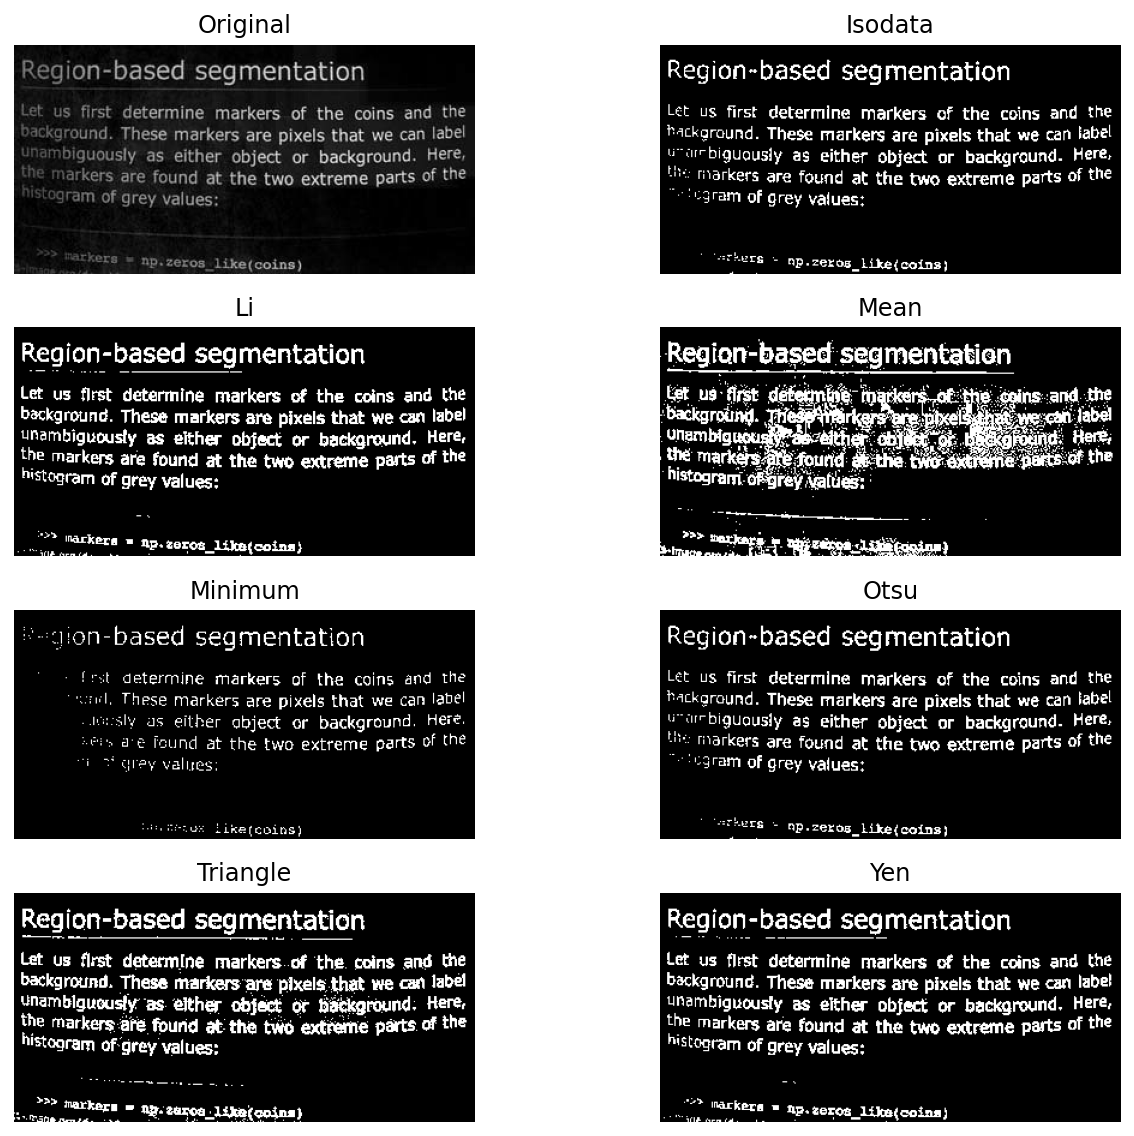 Original
Region-based segmentation
Let us first determine markers of the coins and the
background. These markers are pixels that we can label
unambiguously as either object or background. Here,
the markers are found at the two extreme parts of the
histogram of grey values:
>>> markers = np.zeros_like(coins)
Isodata
Region-based segmentation
Let us first determine markers of the coins and the
background. These markers are pixels that we can label
as either object or background. Here,
the markers are found at the two extreme parts of the
of grey values:
markers = np.zeros_like(coins)
Li
Region-based segmentation
Let us first determine markers of the coins and the
background. These markers are pixels that we can label
unambiguously as either object or background. Here,
the markers are found at the two extreme parts of the
histogram of grey values:
>>> markers = np.zeros_like(coins)
Mean
Region-based segmentation
Let us first determine markers of the coins and the
background. These markers are pixels that we can label
unambiguously as either object or background. Here,
the markers are found at the two extreme parts of the
histogram of grey values:
>>> markers = np.zeros_like(coins)
Minimum
Region-based segmentation
first determine markers of the coins and the
These markers are pixels that we can label
as either object or background. Here,
are found at the two extreme parts of the
of grey values:
like(coins)
Otsu
Region-based segmentation
Let us first determine markers of the coins and the
background. These markers are pixels that we can label
as either object or background. Here,
the markers are found at the two extreme parts of the
of grey values:
markers = np.zeros_like(coins)
Triangle
Region-based segmentation
Let us first determine markers of the coins and the
background. These markers are pixels that we can label
unambiguously as either object or background. Here,
the markers are found at the two extreme parts of the
histogram of grey values:
>>> markers = np.zeros_like(coins)
Yen
Region-based segmentation
Let us first determine markers of the coins and the
background. These markers are pixels that we can label
unambiguously as either object or background. Here,
the markers are found at the two extreme parts of the
histogram of grey values:
>>> markers = np.zeros_like(coins)